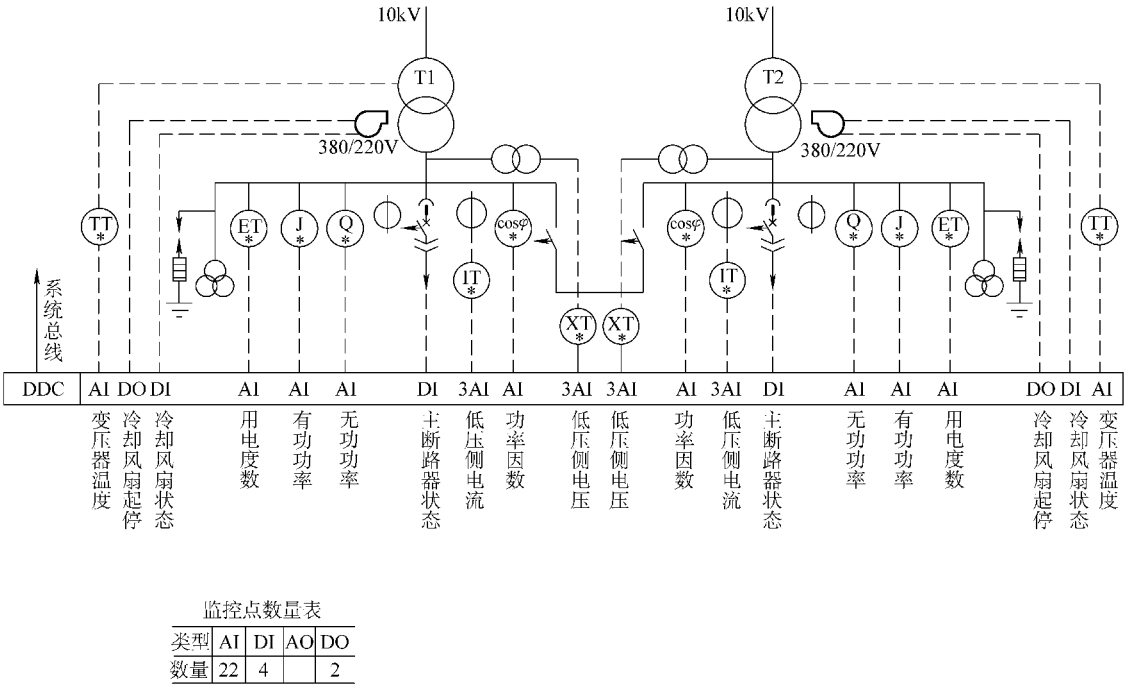 10kV 10kV
T1 T2
380/220V 380/220V
TT* ET* J* Q* cosφ* cosφ* Q* J* ET* TT*
IT* IT*
XT* XT*
系统总线
DDC AI DO DI AI AI AI DI 3AI AI 3AI 3AI AI 3AI DI AI AI AI DO DI AI
变压器温度
冷却风扇起停
冷却风扇状态
用电度数
有功功率
无功功率
主断路器状态
低压侧电流
功率因数
低压侧电压
低压侧电压
功率因数
低压侧电流
主断路器状态
无功功率
有功功率
用电度数
冷却风扇起停
冷却风扇状态
变压器温度
监控点数量表
类型 AI DI AO DO
数量 22 4 2